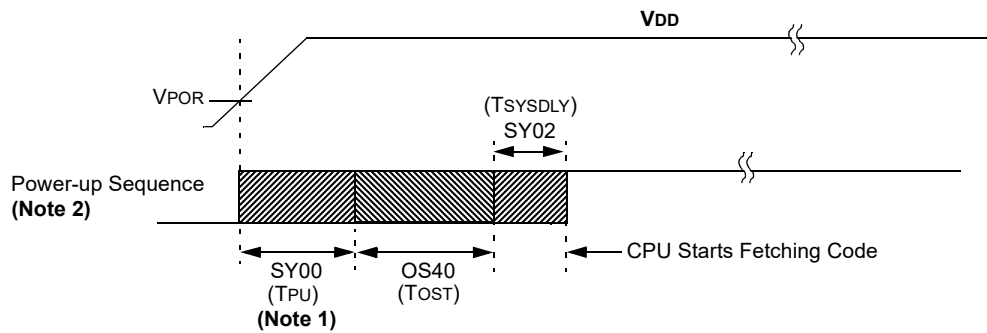 VDD
VPOR
(TSYSDLY)
SY02
Power-up Sequence
(Note 2)
CPU Starts Fetching Code
SY00
(TPU)
(Note 1)
OS40
(TOST)